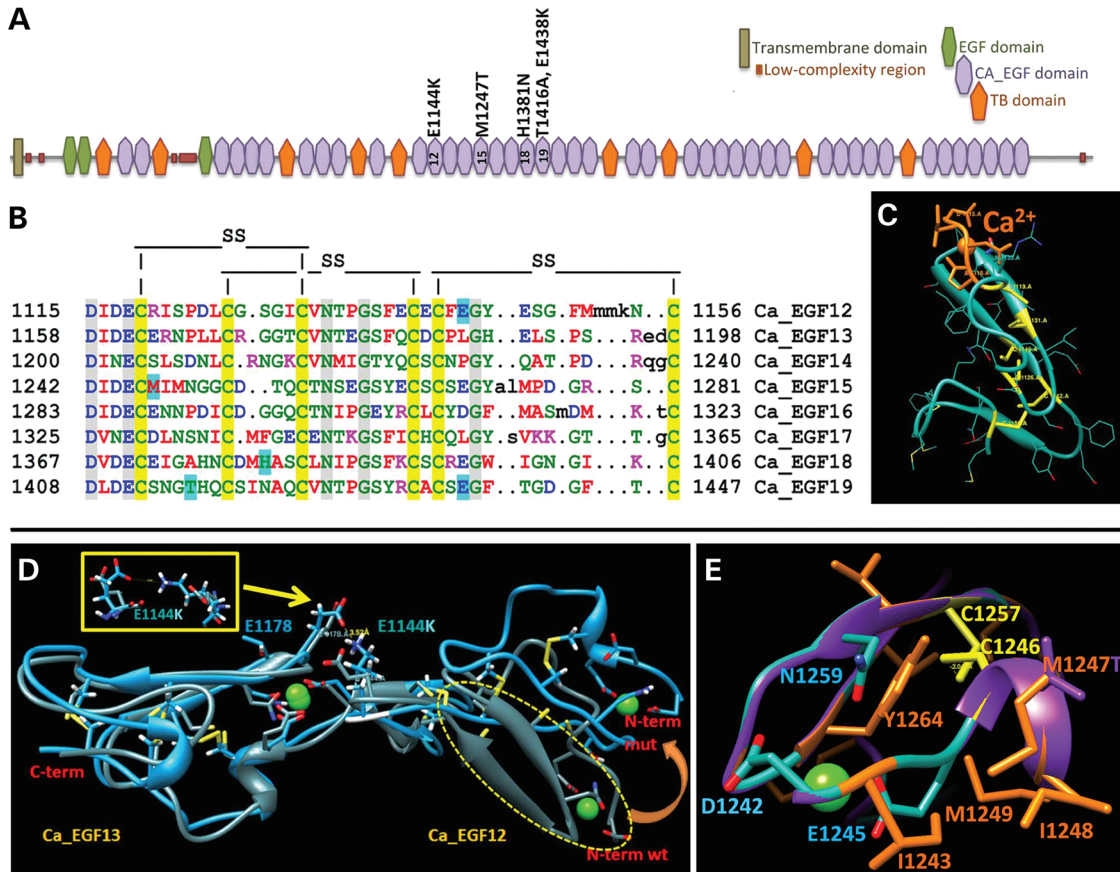 A
E1144K
M1247T
H1381N
T1416A, E1438K
12
15
18
19
Transmembrane domain
Low-complexity region
EGF domain
CA_EGF domain
TB domain
B
SS
SS
SS
1115 DIDECRISPDLCG.SGICVNTPGSFECECFEGY..ESG.FMmmkN..C 1156 Ca_EGF12
1158 DIDECERNPLLCR..GGTCVNTEGSFQCDCPLGH..ELS.PS...RedC 1198 Ca_EGF13
1200 DINECSLSDNLC.RNGKCVNMIGTYQCSCNPGY..QAT.PD...RqgC 1240 Ca_EGF14
1242 DIDECMIMNGGCD..TQCTNSEGSYECSCSEGYalMPD.GR...S..C 1281 Ca_EGF15
1283 DIDECENNPDICD.GGQCTNIPGEYRCLCYDGF..MASmDM...K.tC 1323 Ca_EGF16
1325 DVNECDLNSNIC.MFGECENTKGSFICHCQLGY.sVKK.GT...T.gC 1365 Ca_EGF17
1367 DVDECEIGAHNCDMHASCLNIPGSFKCSCREGW..IGN.GI...K..C 1406 Ca_EGF18
1408 DLDECSNGTHQCSINAQCVNTPGSYRCACSEGF..TGD.GF...T..C 1447 Ca_EGF19
C
Ca2+
D
E1144K
E1178
E1144K
3.52Å
N-term
mut
C-term
Ca_EGF13
Ca_EGF12
N-term wt
E
C1257
C1246
M1247T
N1259
Y1264
D1242
E1245
M1249
I1248
I1243